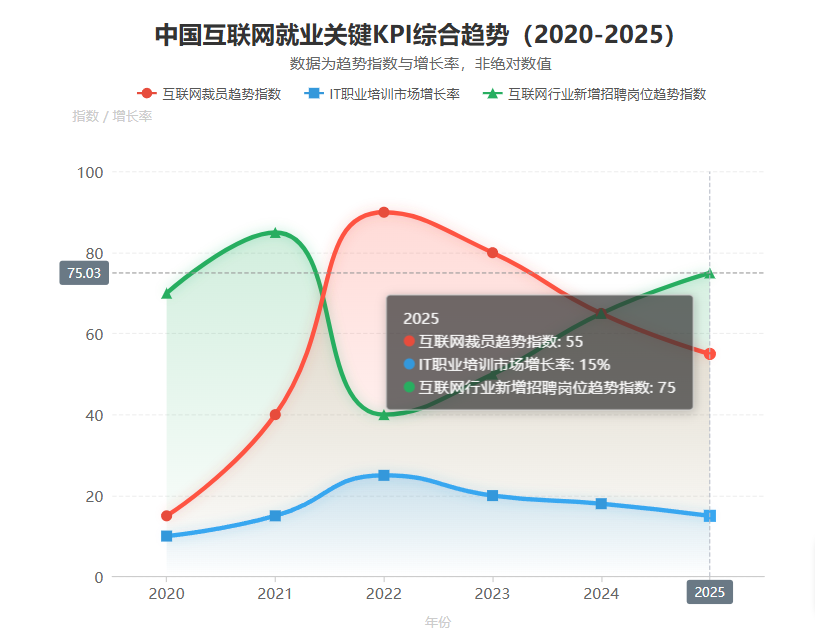 中国互联网就业关键KPI综合趋势（2020-2025）
数据为趋势指数与增长率，非绝对数值
互联网裁员趋势指数 IT职业培训市场增长率 互联网行业新增招聘岗位趋势指数
指数 / 增长率
100
80
75.03
2025
互联网裁员趋势指数: 55
60
IT职业培训市场增长率: 15%
互联网行业新增招聘岗位趋势指数: 75
40
20
0
2020 2021 2022 2023 2024 2025
年份